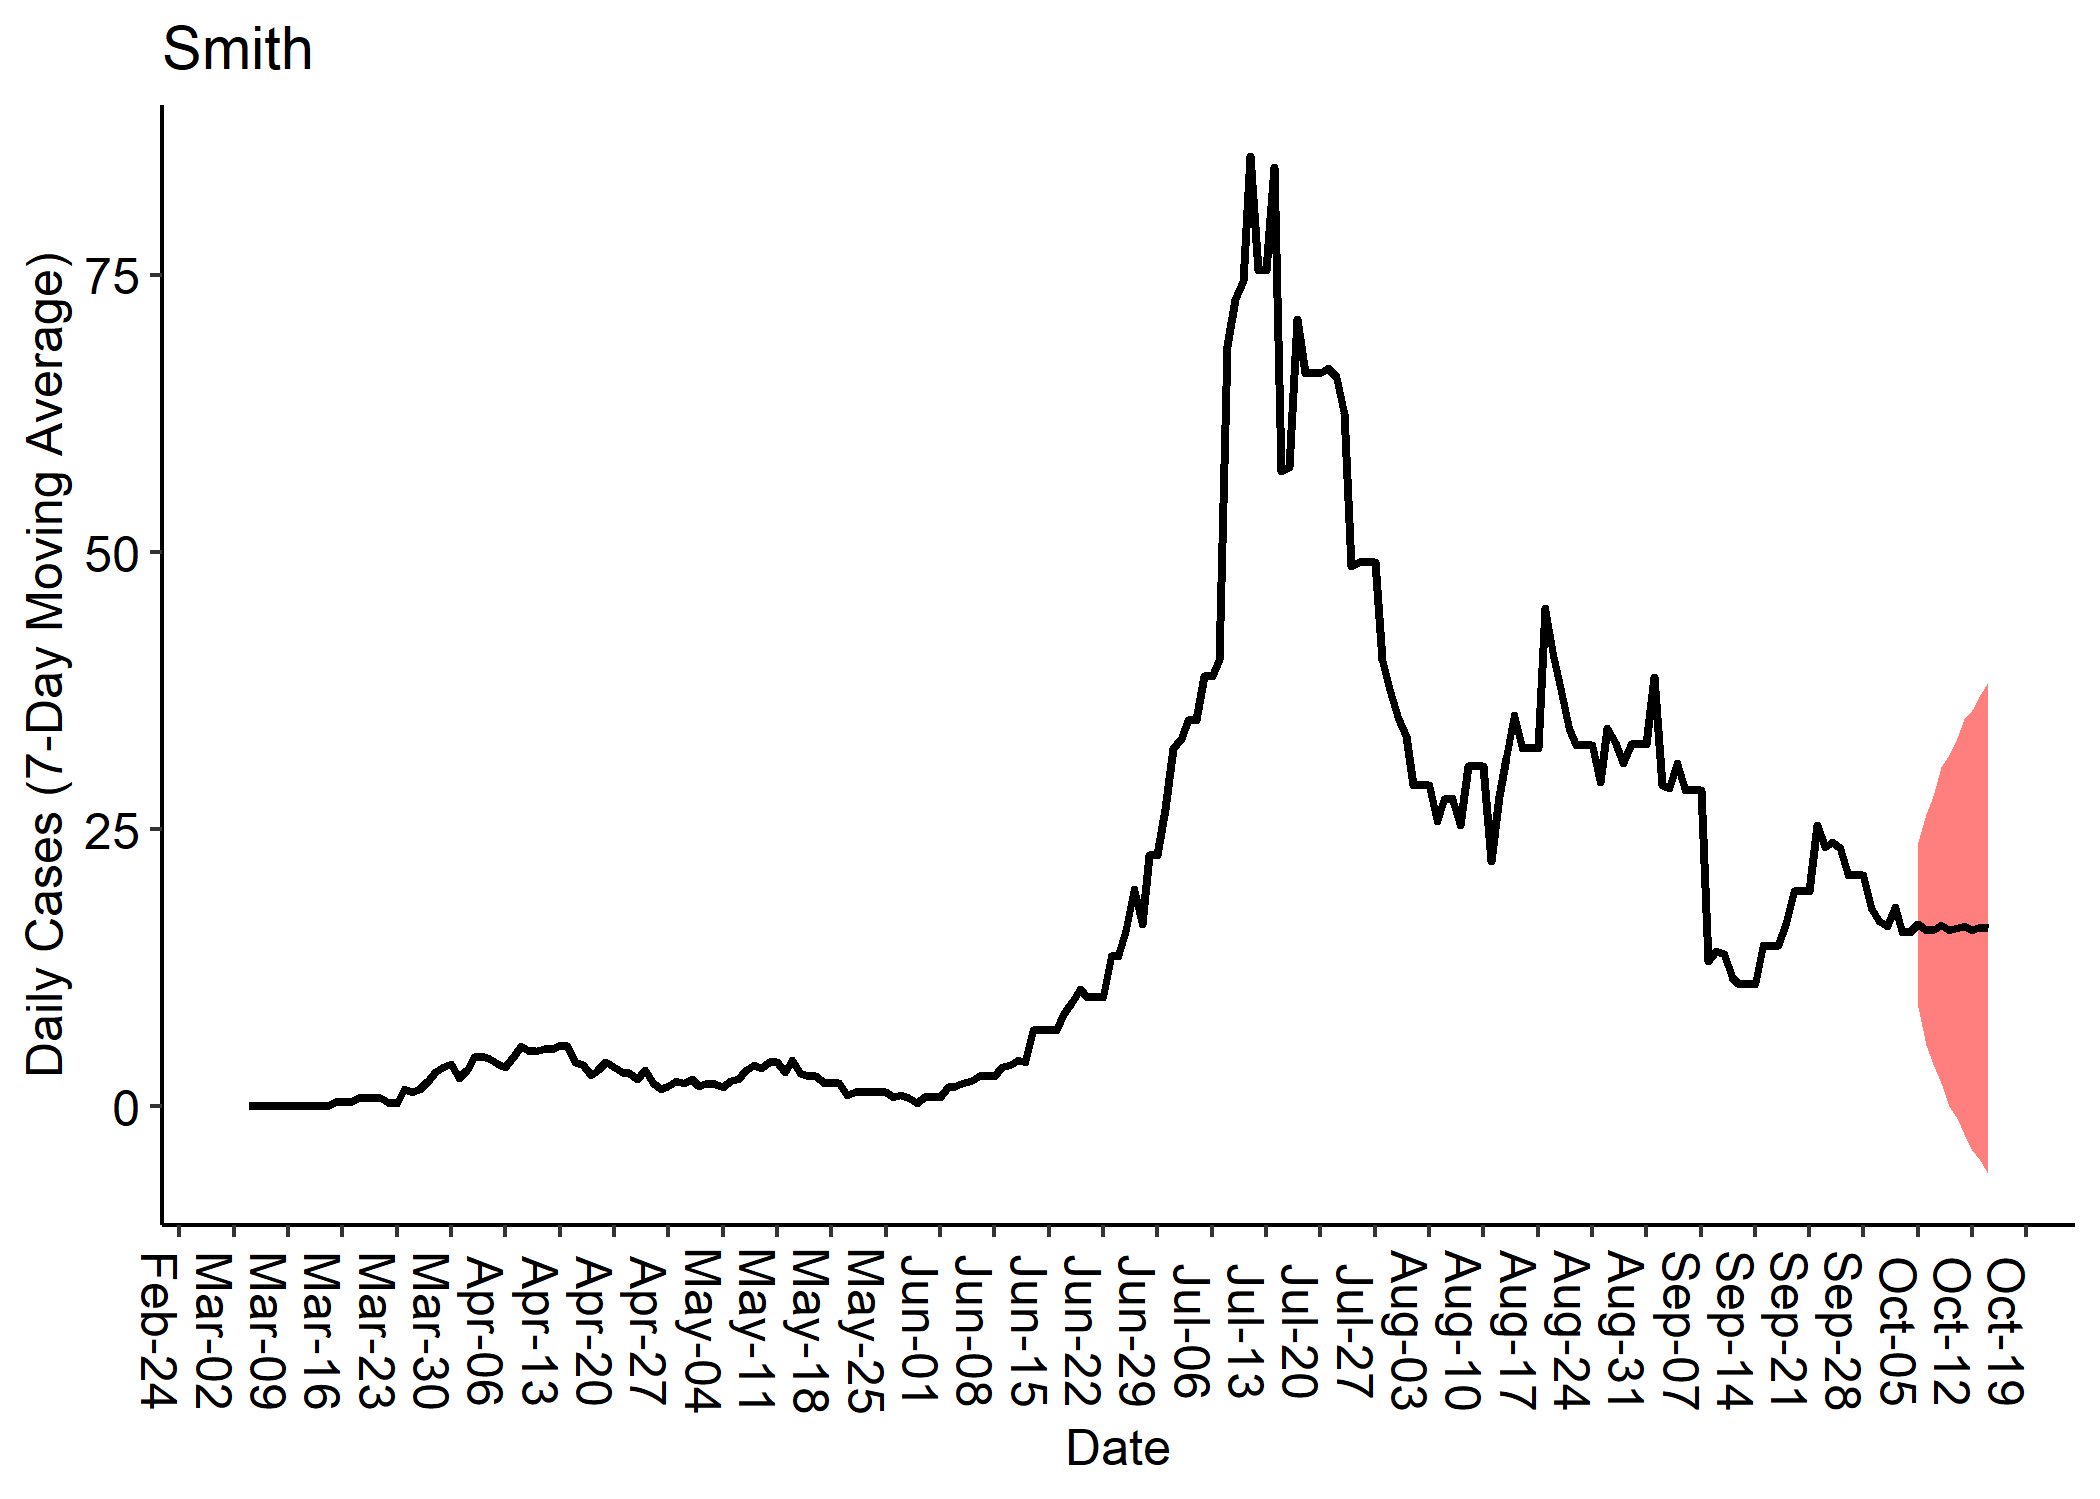 Smith
Daily Cases (7-Day Moving Average)
75
50
25
0
Feb-24
Mar-02
Mar-09
Mar-16
Mar-23
Mar-30
Apr-06
Apr-13
Apr-20
Apr-27
May-04
May-11
May-18
May-25
Jun-01
Jun-08
Jun-15
Jun-22
Jun-29
Jul-06
Jul-13
Jul-20
Jul-27
Aug-03
Aug-10
Aug-17
Aug-24
Aug-31
Sep-07
Sep-14
Sep-21
Sep-28
Oct-05
Oct-12
Oct-19
Date